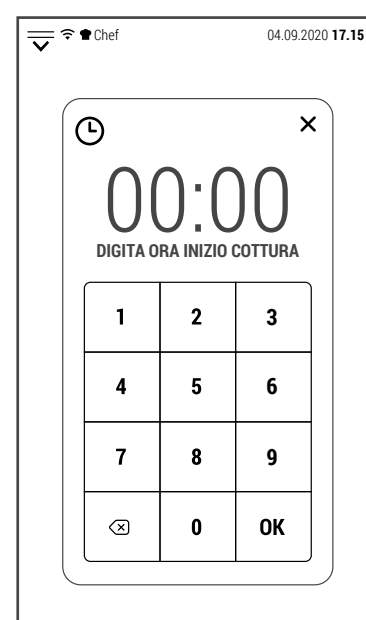 Chef 04.09.2020 17.15
00:00
DIGITA ORA INIZIO COTTURA
1 2 3
4 5 6
7 8 9
0 OK